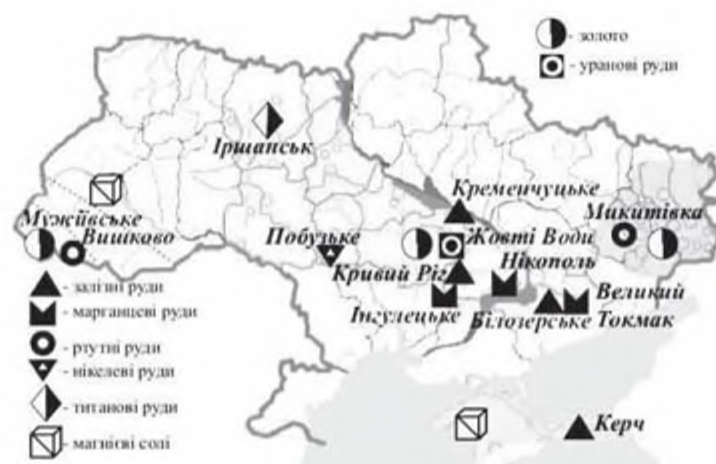 - золото
- уранові руди
Іршанськ
Кременчуцьке
Мужіївське
Микитівка
Вишково
Побузьке
Жовті Води
Кривий Ріг
Нікополь
- залізні руди
Великий
- марганцеві руди
Інгулецьке
Білозерське
Токмак
- ртутні руди
- нікелеві руди
- титанові руди
Керч
- магнієві солі